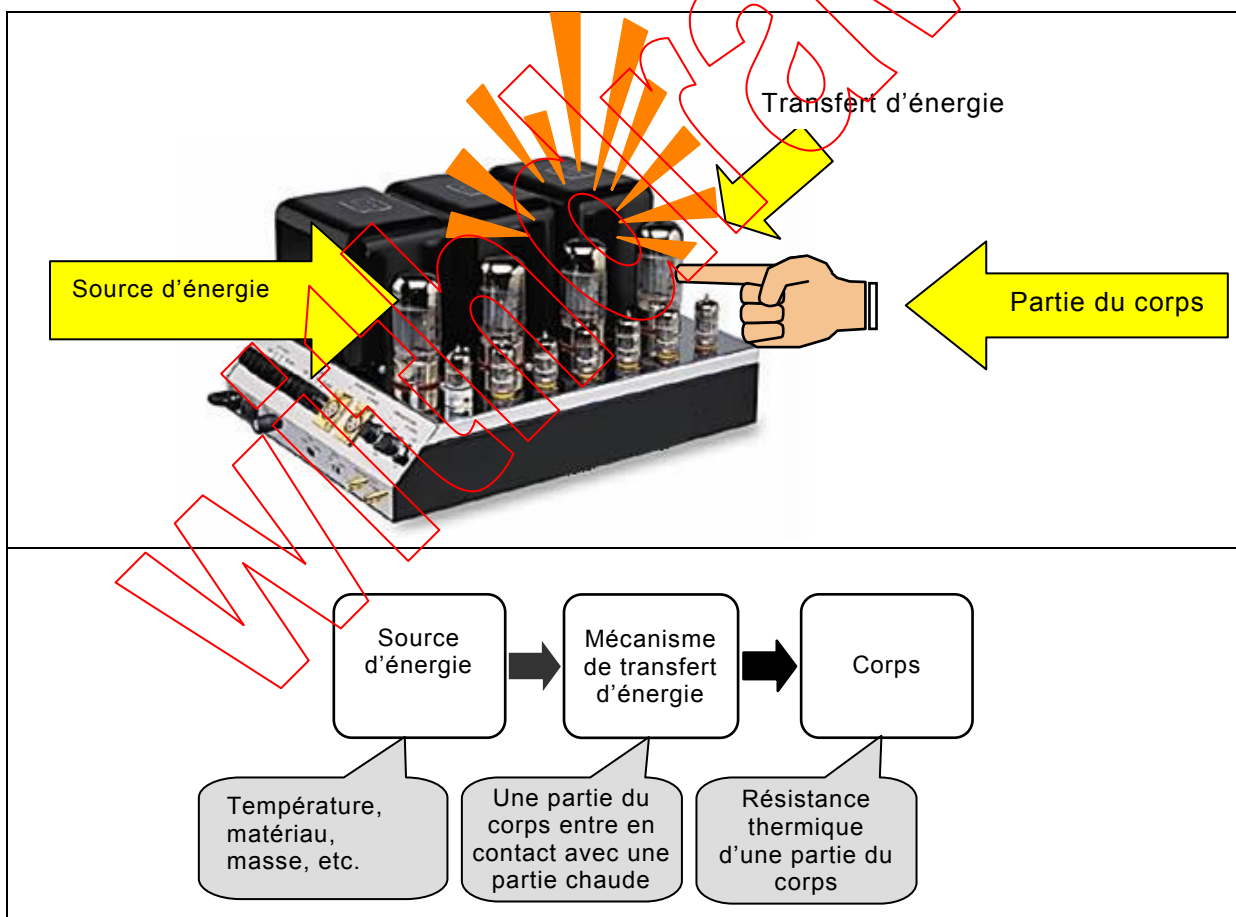 Transfert d'énergie
Source d'énergie
Partie du corps
Source
d'énergie
Mécanisme
de transfert
d'énergie
Corps
Température,
matériau,
masse, etc.
Une partie du
corps entre en
contact avec une
partie chaude
Résistance
thermique
d'une partie du
corps